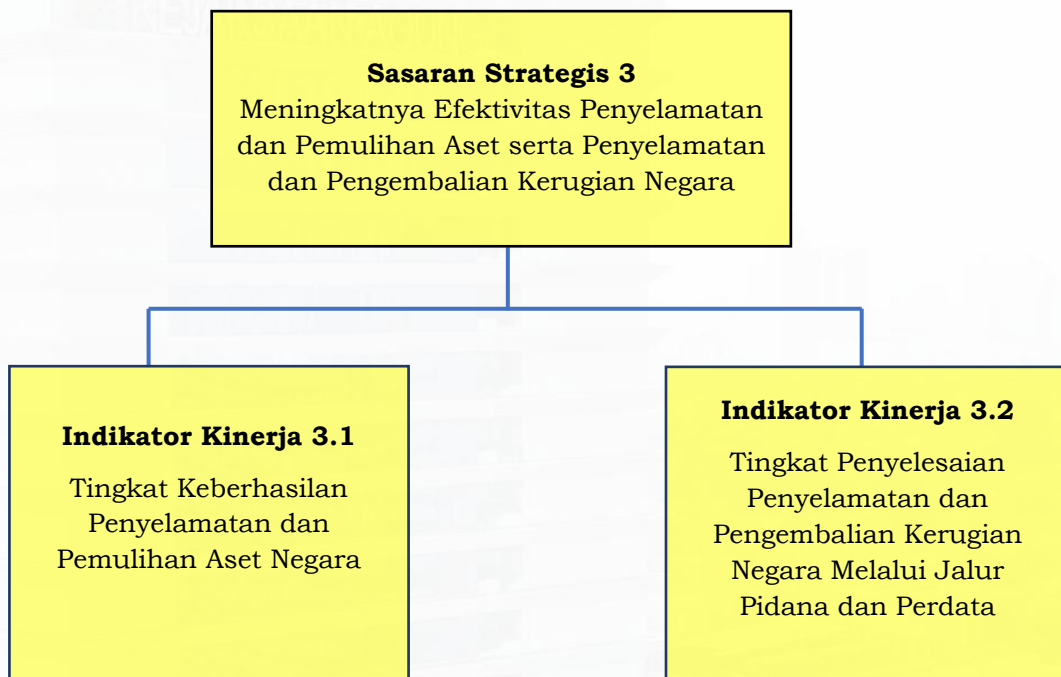 KEJAKSAAN AGUNG
Sasaran Strategis 3
Meningkatnya Efektivitas Penyelamatan
dan Pemulihan Aset serta Penyelamatan
dan Pengembalian Kerugian Negara
Indikator Kinerja 3.1
Tingkat Keberhasilan
Penyelamatan dan
Pemulihan Aset Negara
Indikator Kinerja 3.2
Tingkat Penyelesaian
Penyelamatan dan
Pengembalian Kerugian
Negara Melalui Jalur
Pidana dan Perdata